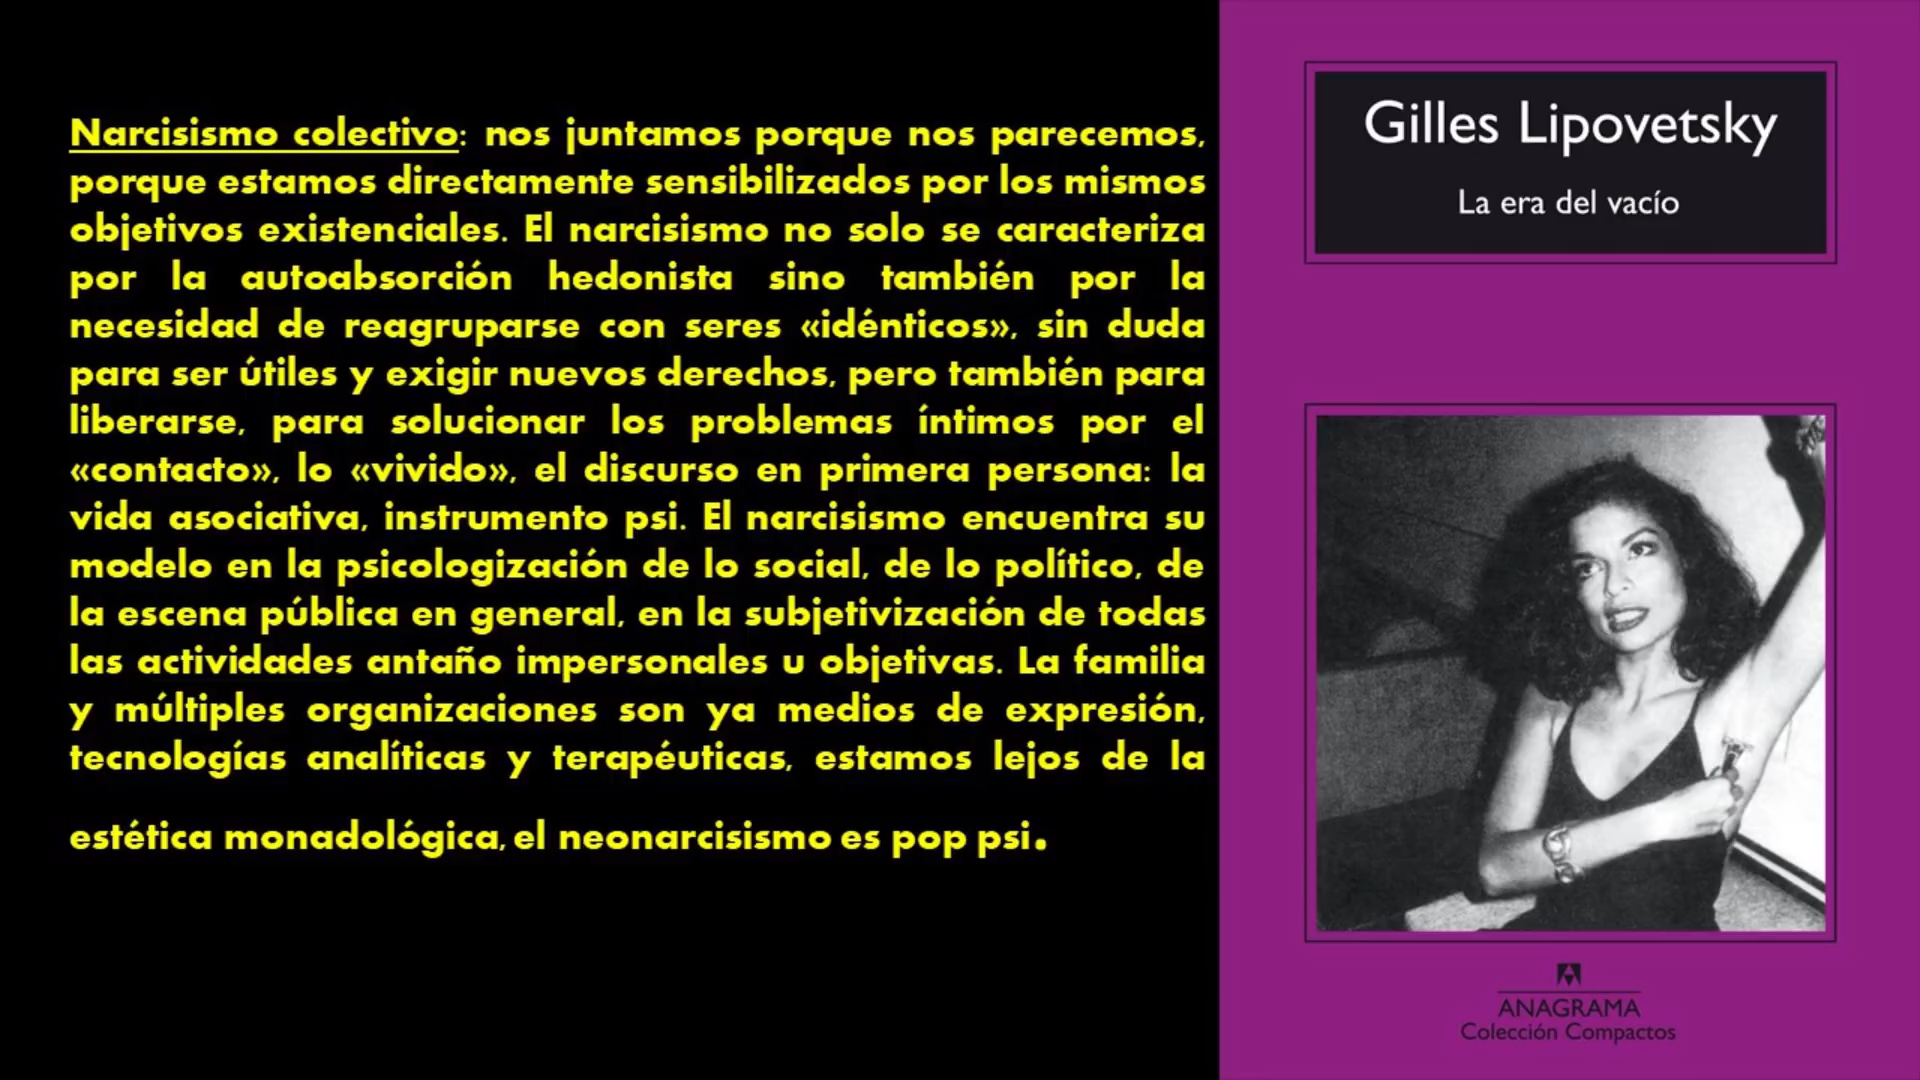 Narcisismo colectivo: nos juntamos porque nos parecemos,
porque estamos directamente sensibilizados por los mismos
objetivos existenciales. El narcisismo no solo se caracteriza
por la autoabsorción hedonista sino también por la
necesidad de reagruparse con seres «idénticos», sin duda
para ser útiles y exigir nuevos derechos, pero también para
liberarse, para solucionar los problemas íntimos por el
«contacto», lo «vivido», el discurso en primera persona: la
vida asociativa, instrumento psi. El narcisismo encuentra su
modelo en la psicologización de lo social, de lo político, de
la escena pública en general, en la subjetivización de todas
las actividades antaño impersonales u objetivas. La familia
y múltiples organizaciones son ya medios de expresión,
tecnologías analíticas y terapéuticas, estamos lejos de la
estética monadológica, el neonarcisismo es pop psi.
Gilles Lipovetsky
La era del vacío
ANAGRAMA
Colección Compactos